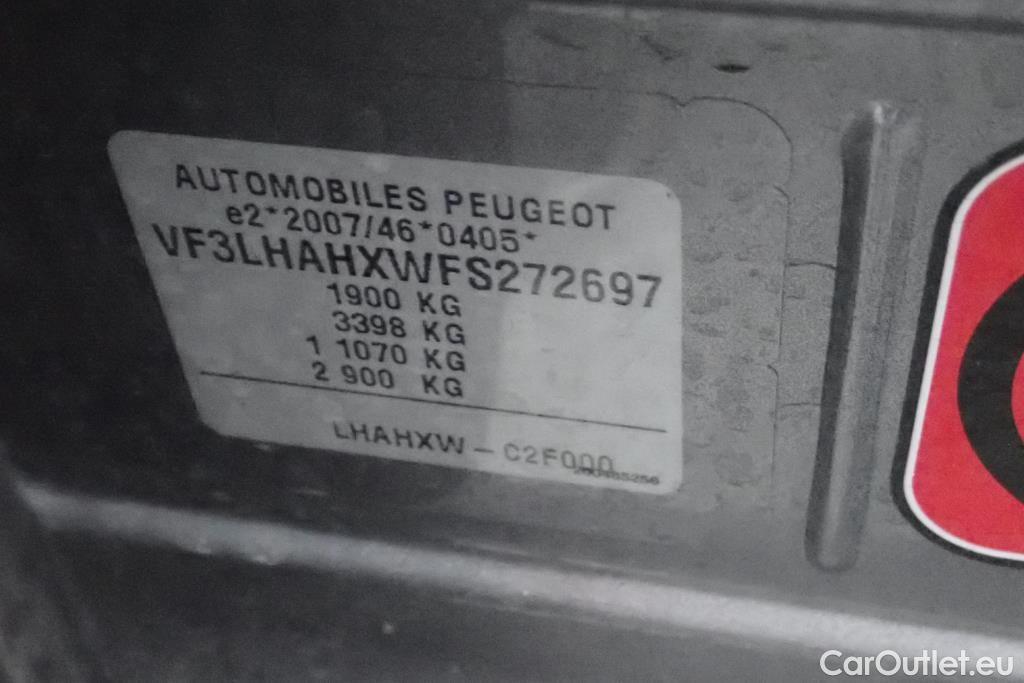 AUTOMOBILES PEUGEOT
e2*2007/46*0405*
VF3LHAHXWFS272697
1900 KG
3398 KG
1 1070 KG
2 900 KG
LHAHXW – C2F000
CarOutlet.eu